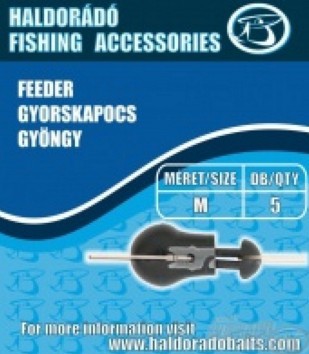 HALDORÁDÓ
FISHING ACCESSORIES
FEEDER
GYORSKAPOCS
GYÖNGY
MÉRET/SIZE DB/QTY
M 5
For more information visit
www.haldoradobaits.com